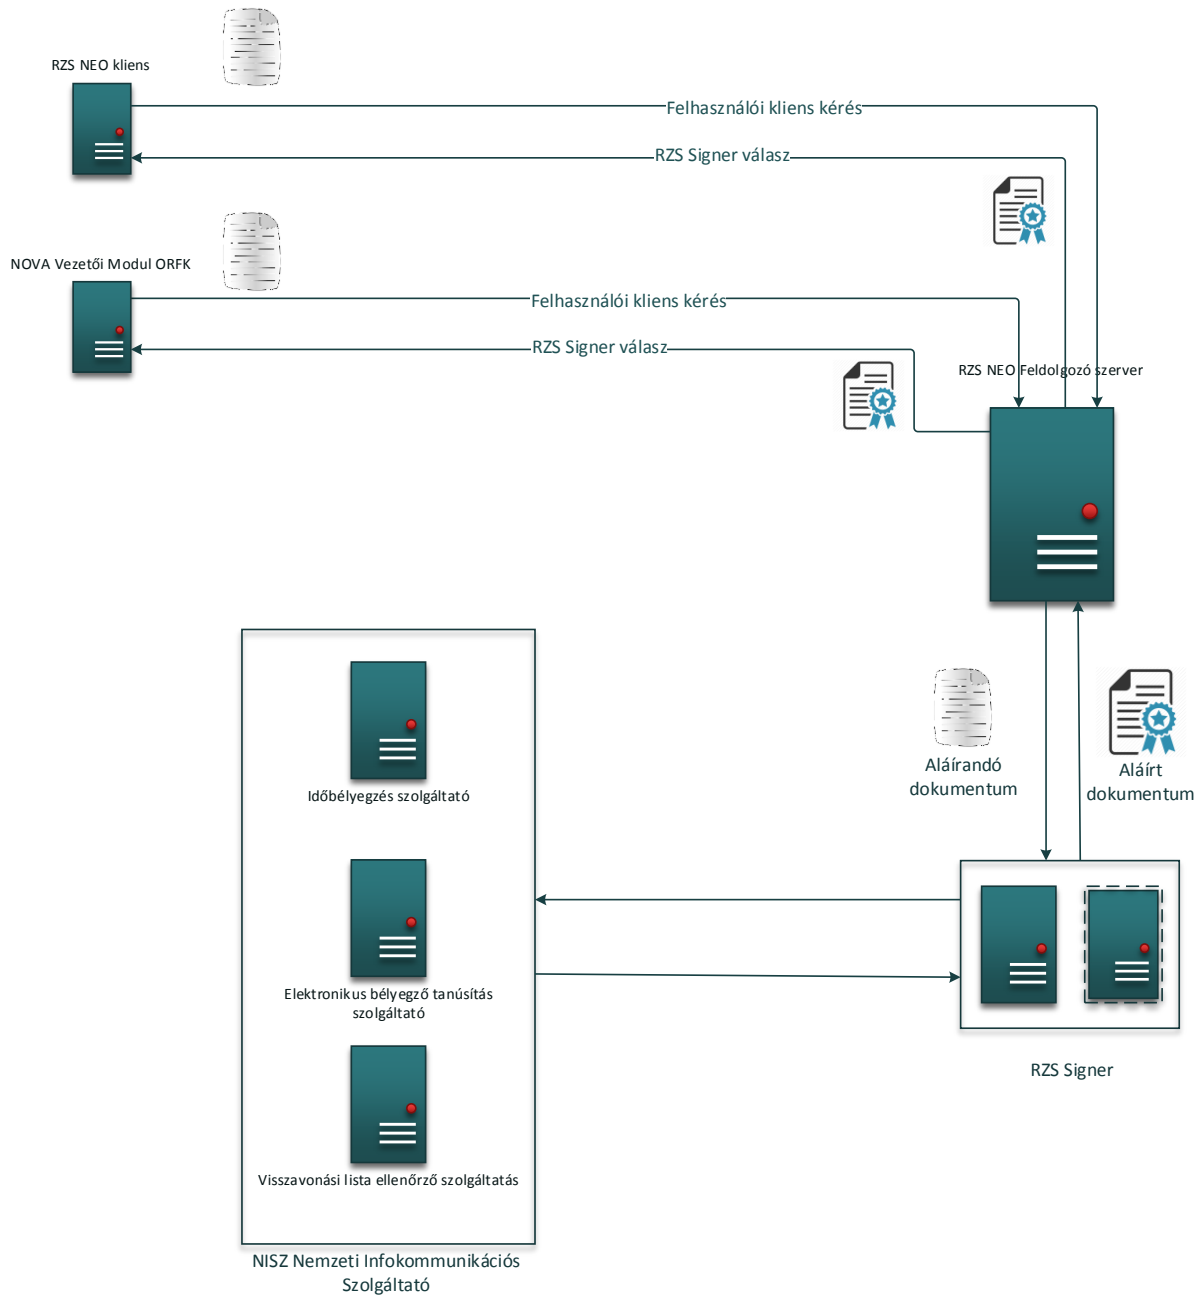 RZS NEO kliens
Felhasználói kliens kérés
RZS Signer válasz
NOVA Vezetői Modul ORFK
Felhasználói kliens kérés
RZS Signer válasz
RZS NEO Feldolgozó szerver
Aláírandó
dokumentum
Aláírt
dokumentum
Időbélyegzés szolgáltató
Elektronikus bélyegző tanúsítás
szolgáltató
Visszavonási lista ellenőrző szolgáltatás
RZS Signer
NISZ Nemzeti Infokommunikációs
Szolgáltató